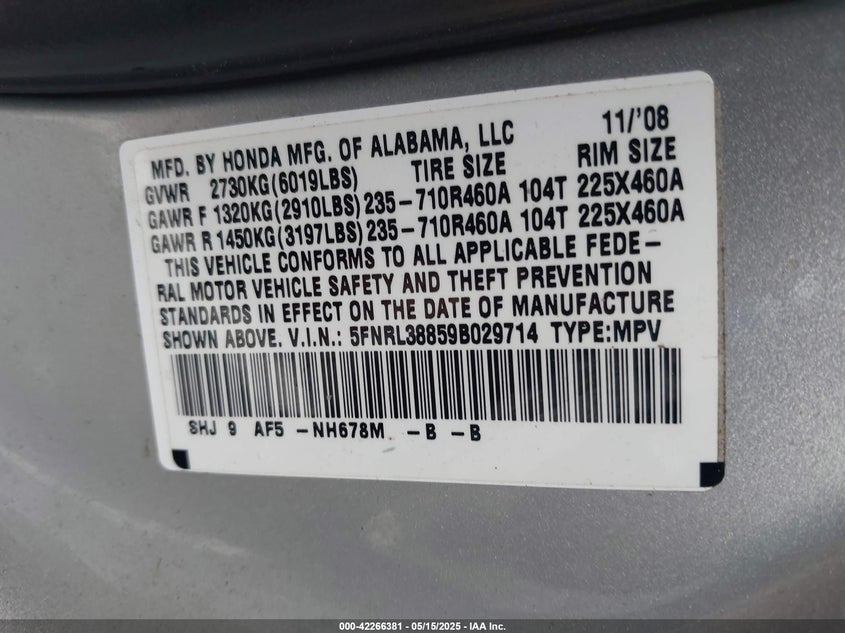 MFD. BY HONDA MFG. OF ALABAMA, LLC 11/'08
GVWR 2730KG(6019LBS) TIRE SIZE RIM SIZE
GAWR F 1320KG(2910LBS) 235-710R460A 104T 225X460A
GAWR R 1450KG(3197LBS) 235-710R460A 104T 225X460A
THIS VEHICLE CONFORMS TO ALL APPLICABLE FEDE-
RAL MOTOR VEHICLE SAFETY AND THEFT PREVENTION
STANDARDS IN EFFECT ON THE DATE OF MANUFACTURE
SHOWN ABOVE. V.I.N.: 5FNRL38859B029714 TYPE:MPV
SHJ 9 AF5 -NH678M -B -B
000-42266381 - 05/15/2025 - IAA Inc.